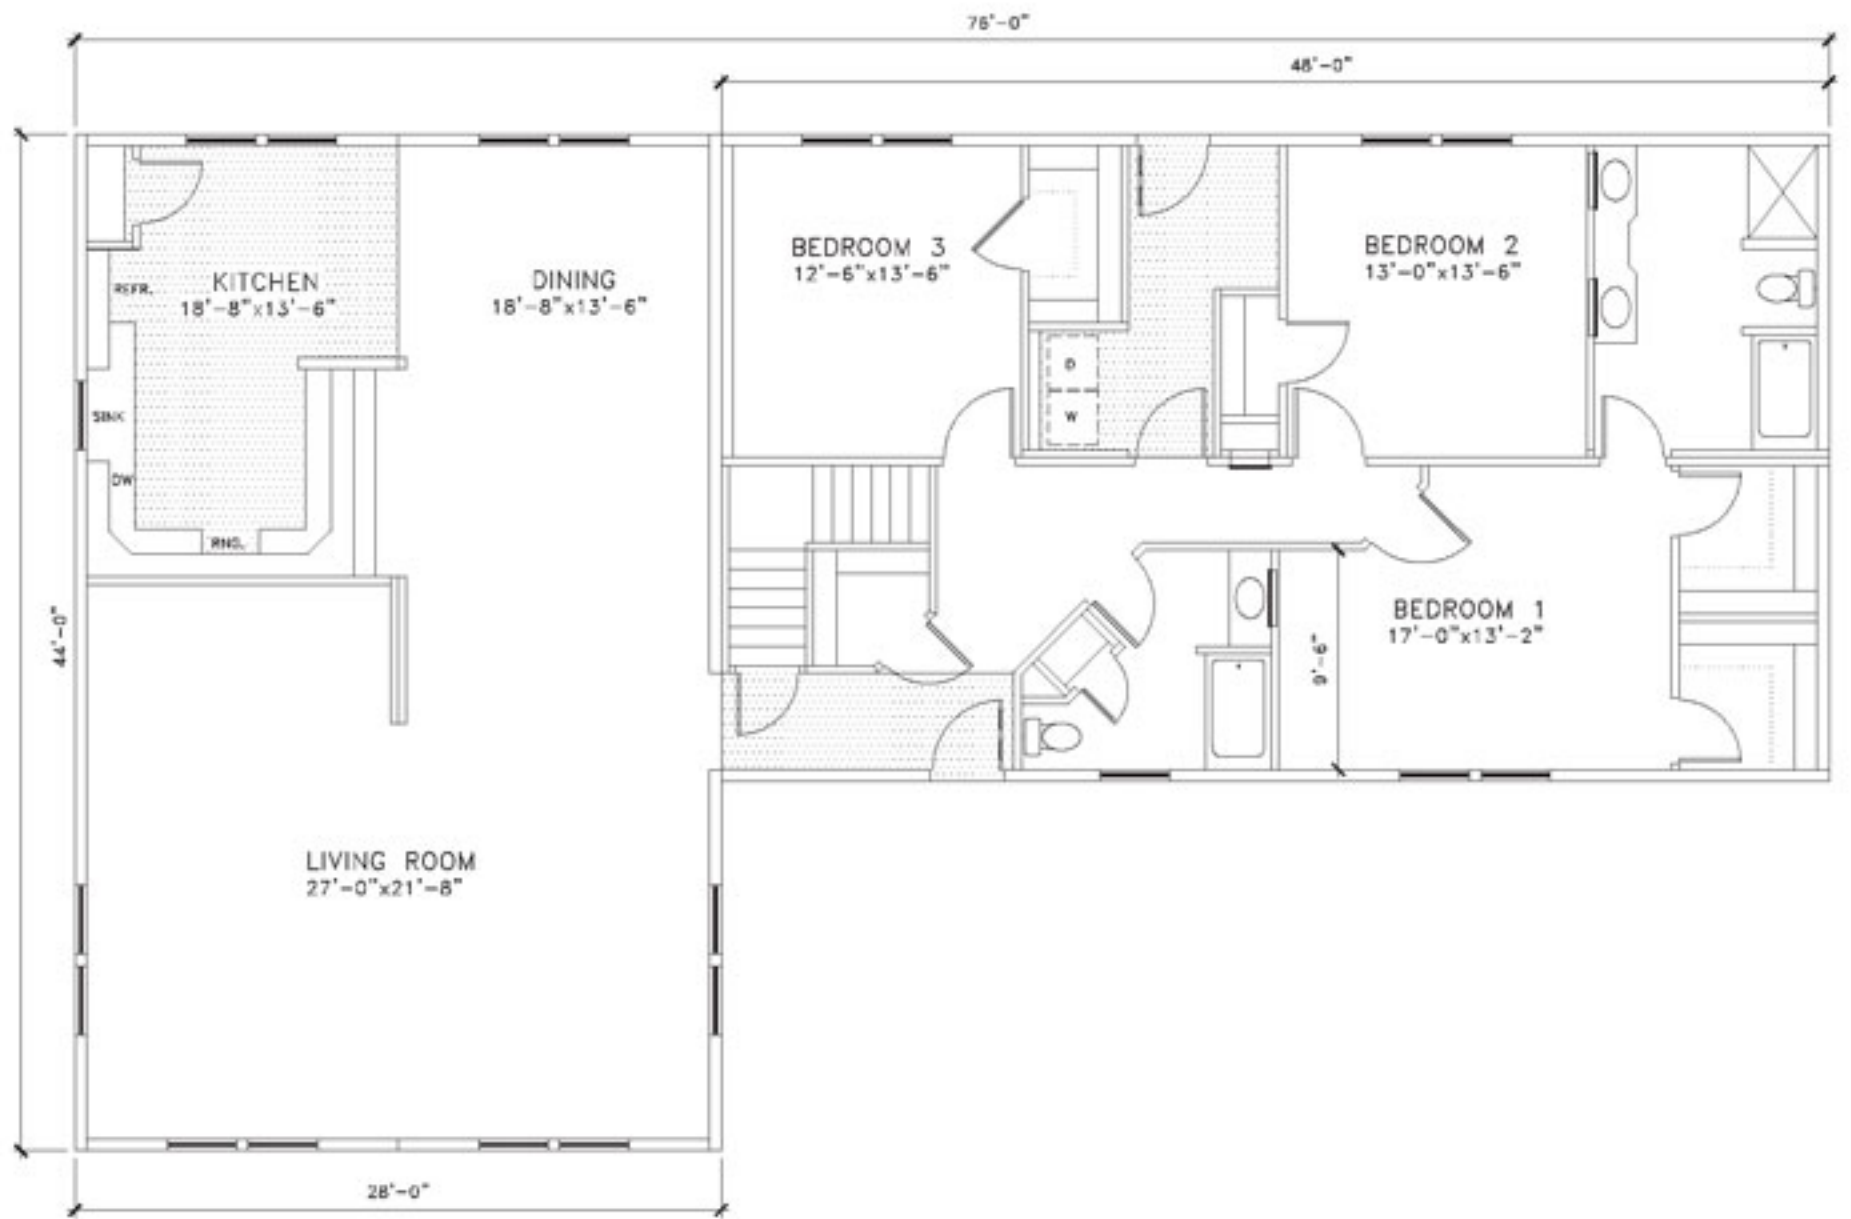 76'-0"
48'-0"
BEDROOM 3
12'-6"x13'-6"
BEDROOM 2
13'-0"x13'-6"
KITCHEN
18'-8"x13'-6"
DINING
18'-8"x13'-6"
REFR.
D
W
SINK
DW
RNG.
44'-0"
BEDROOM 1
17'-0"x13'-2"
9'-6"
LIVING ROOM
27'-0"x21'-8"
28'-0"